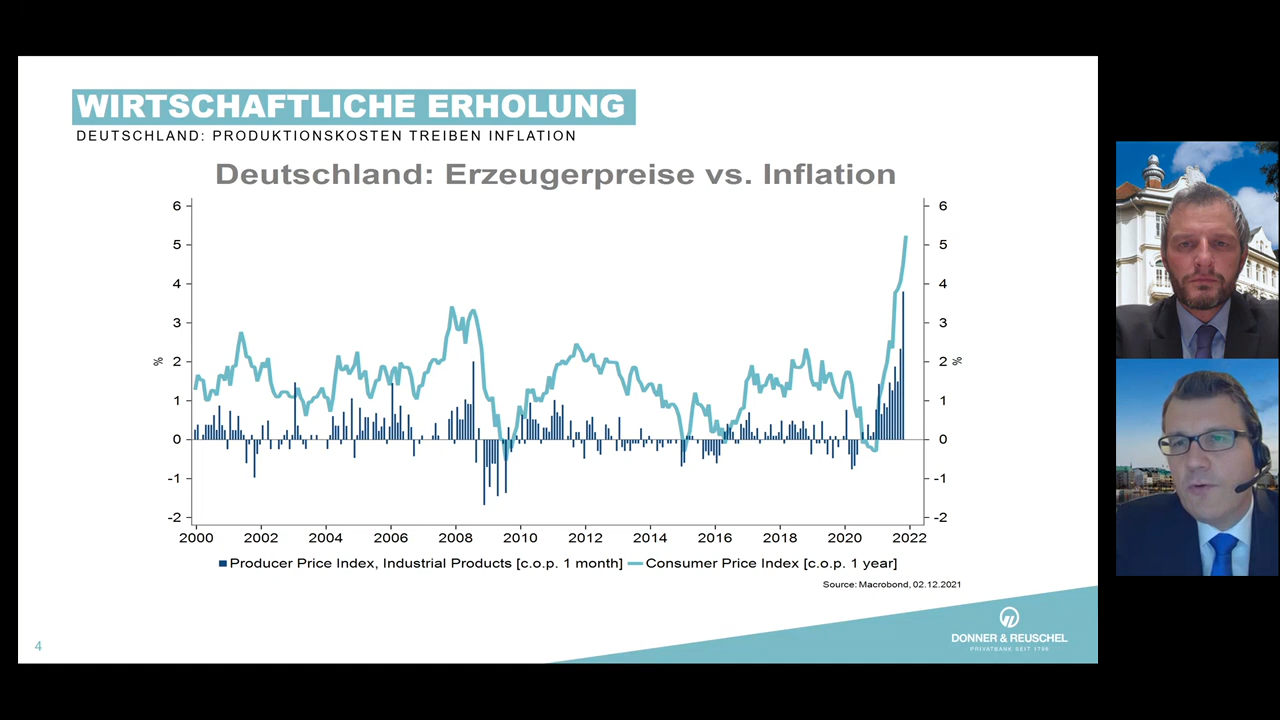 WIRTSCHAFTLICHE ERHOLUNG
DEUTSCHLAND: PRODUKTIONSKOSTEN TREIBEN INFLATION
Deutschland: Erzeugerpreise vs. Inflation
6 6
5 5
4 4
3 3
2 2
% %
1 1
0 0
-1 -1
-2 -2
2000 2002 2004 2006 2008 2010 2012 2014 2016 2018 2020 2022
Producer Price Index, Industrial Products [c.o.p. 1 month] Consumer Price Index [c.o.p. 1 year]
Source: Macrobond, 02.12.2021
DONNER & REUSCHEL
PRIVATBANK SEIT 1798
4